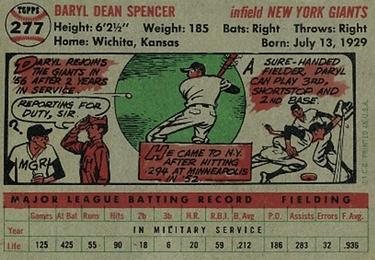 TOPPS
277
DARYL DEAN SPENCER
infield NEW YORK GIANTS
Height: 6'2½" Weight: 185 Bats: Right Throws: Right
Home: Wichita, Kansas Born: July 13, 1929
DARYL REJOINS
THE GIANTS IN
'56 AFTER 2 YEARS
IN SERVICE.
REPORTING FOR
DUTY, SIR
MGR
HE CAME TO N.Y.
AFTER HITTING
.294 AT MINNEAPOLIS
IN '52.
A SURE-HANDED
FIELDER, DARYL
CAN PLAY 3RD,
SHORTSTOP AND
2ND BASE.
PRINTED IN U.S.A.
MAJOR LEAGUE BATTING RECORD FIELDING
Games At Bat Runs Hits 2b 3b H.R. R.B.I. B. Avg P.O. Assists Errors F. Avg.
Year IN MILITARY SERVICE
Life 125 425 55 90 18 6 20 59 .212 186 283 32 .936